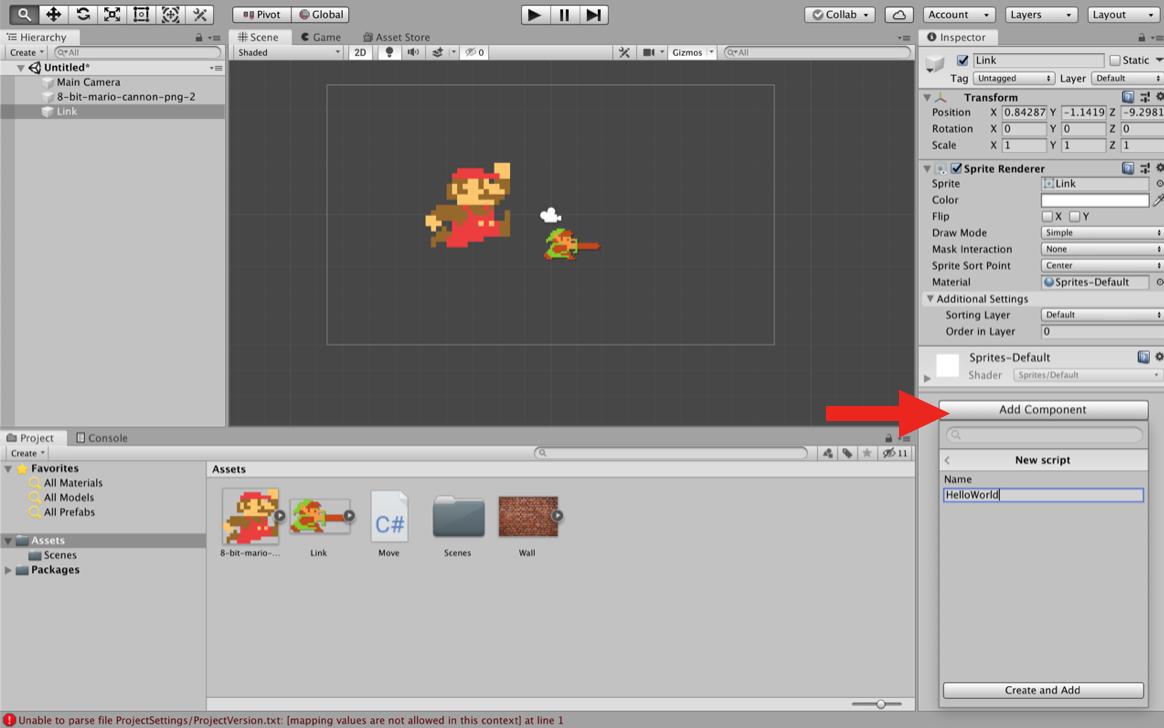 Pivot Global Collab Account Layers Layout
Hierarchy
Create All
Untitled*
Main Camera
8-bit-mario-cannon-png-2
Link
Scene Game Asset Store
Shaded 2D 0 Gizmos All
Inspector
Link Static
Tag Untagged Layer Default
Transform
Position X 0.84287 Y -1.1419 Z -9.2981
Rotation X 0 Y 0 Z 0
Scale X 1 Y 1 Z 1
Sprite Renderer
Sprite Link
Color
Flip X Y
Draw Mode Simple
Mask Interaction None
Sprite Sort Point Center
Material Sprites-Default
Additional Settings
Sorting Layer Default
Order in Layer 0
Sprites-Default
Shader Sprites/Default
Add Component
New script
Name
HelloWorld
Create and Add
Project Console
Create 11
Favorites
All Materials
All Models
All Prefabs
Assets
Scenes
Packages
Assets
C#
8-bit-mario-... Link Move Scenes Wall
Unable to parse file ProjectSettings/ProjectVersion.txt: [mapping values are not allowed in this context] at line 1